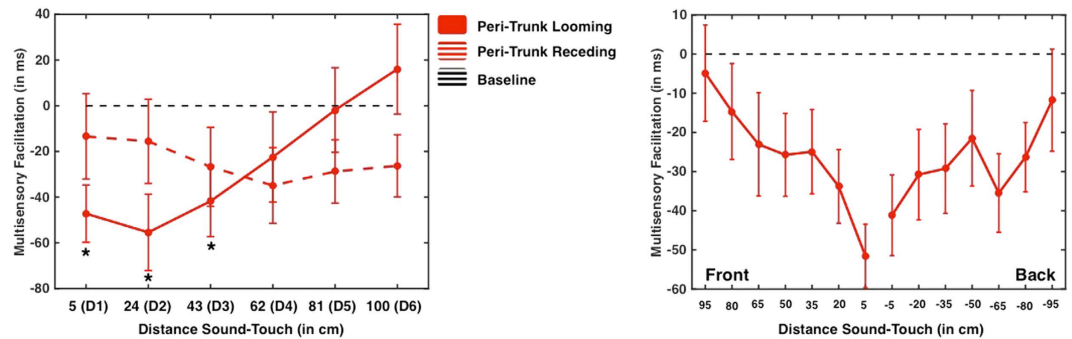 40
20
0
-20
-40
-60
-80
Multisensory Facilitation (in ms)
* * *
5 (D1) 24 (D2) 43 (D3) 62 (D4) 81 (D5) 100 (D6)
Distance Sound-Touch (in cm)
Peri-Trunk Looming
Peri-Trunk Receding
Baseline
10
0
-10
-20
-30
-40
-50
-60
Multisensory Facilitation (in ms)
Front Back
95 80 65 50 35 20 5 -5 -20 -35 -50 -65 -80 -95
Distance Sound-Touch (in cm)